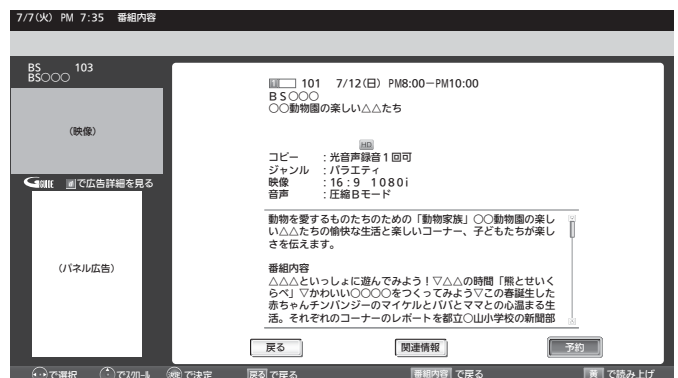 7/7(火) PM 7:35 番組内容
BS 103
BS○○○
(映像)
GGUIDE dで広告詳細を見る
(パネル広告)
101 7/12(日) PM8:00－PM10:00
BS○○○
○○動物園の楽しい△△たち
HD
コピー ：光音声録音1回可
ジャンル ：バラエティ
映像 ：16：9 1080i
音声 ：圧縮Bモード
動物を愛するものたちのための「動物家族」○○動物園の楽し
い△△たちの愉快な生活と楽しいコーナー、子どもたちが楽し
さを伝えます。
番組内容
△△△といっしょに遊んでみよう！▽△△の時間「熊とせいく
らべ」▽かわいい○○○○をつくってみよう▽この春誕生した
赤ちゃんチンパンジーのマイケルとパパとママとの心温まる生
活。それぞれのコーナーのレポートを都立○山小学校の新聞部
戻る 関連情報 予約
で選択 でスクロール 決定で決定 戻るで戻る 番組内容で戻る 黄で読み上げ